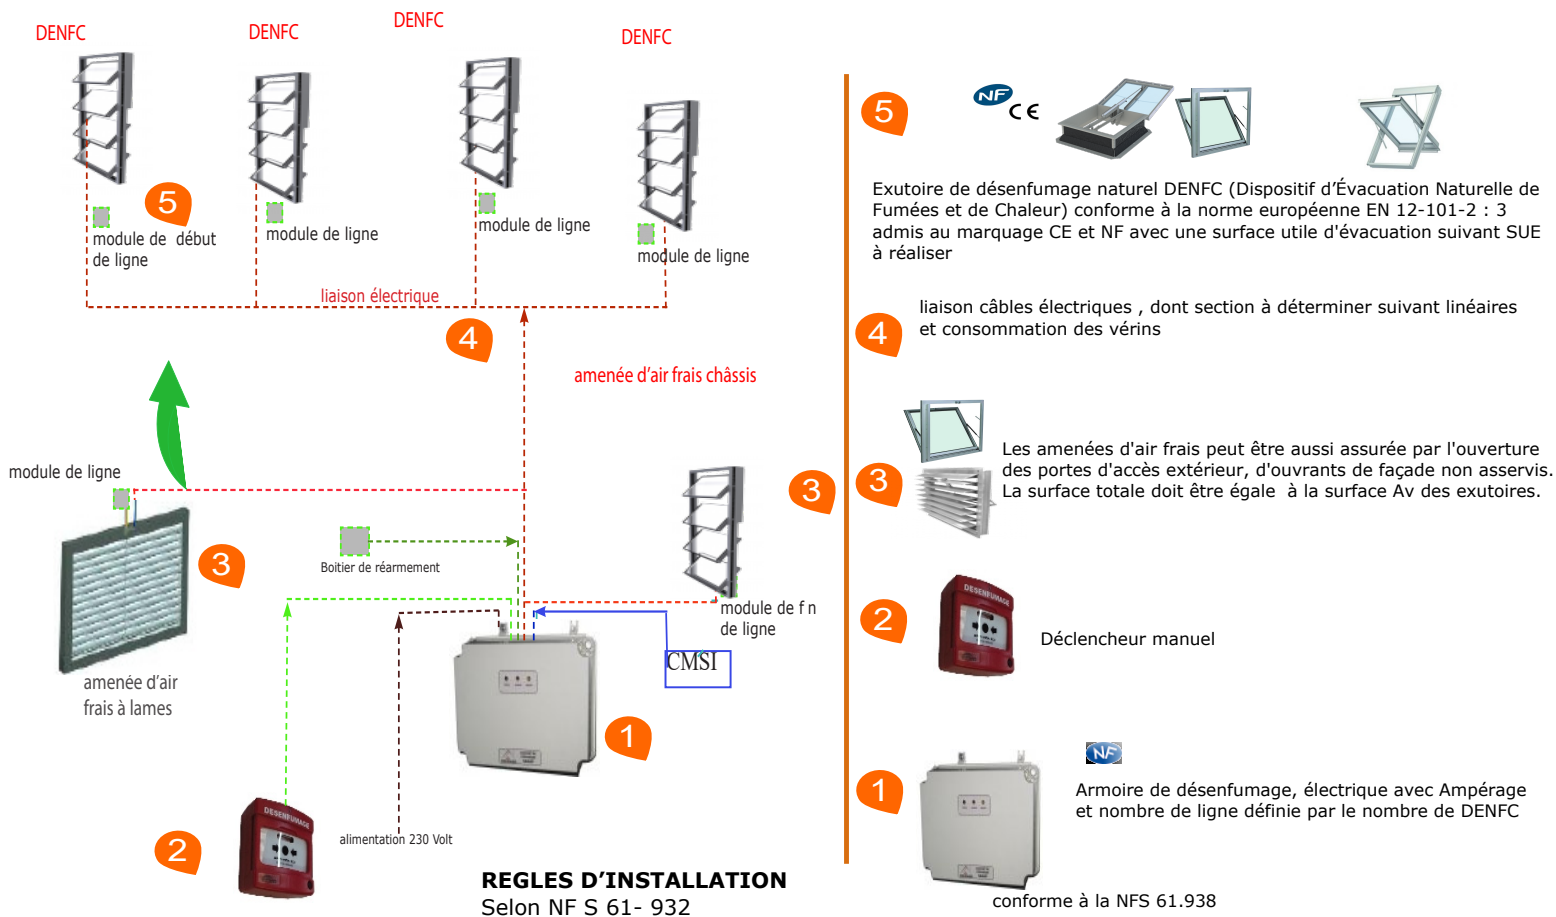 DENFC
DENFC
DENFC
DENFC
5
module de début
de ligne
module de ligne
module de ligne
module de ligne
liaison électrique
4
amenée d'air frais châssis
module de ligne
3
3
Boitier de réarmement
module de f n
de ligne
CMSI
amenée d'air
frais à lames
1
DESENFUMAGE
2
alimentation 230 Volt
REGLES D'INSTALLATION
Selon NF S 61- 932
5
NF
CE
Exutoire de désenfumage naturel DENFC (Dispositif d'Évacuation Naturelle de
Fumées et de Chaleur) conforme à la norme européenne EN 12-101-2 : 3
admis au marquage CE et NF avec une surface utile d'évacuation suivant SUE
à réaliser
4
liaison câbles électriques , dont section à déterminer suivant linéaires
et consommation des vérins
3
Les amenées d'air frais peut être aussi assurée par l'ouverture
des portes d'accès extérieur, d'ouvrants de façade non asservis.
La surface totale doit être égale  à la surface Av des exutoires.
2
DESENFUMAGE
Déclencheur manuel
1
NF
Armoire de désenfumage, électrique avec Ampérage
et nombre de ligne définie par le nombre de DENFC
conforme à la NFS 61.938